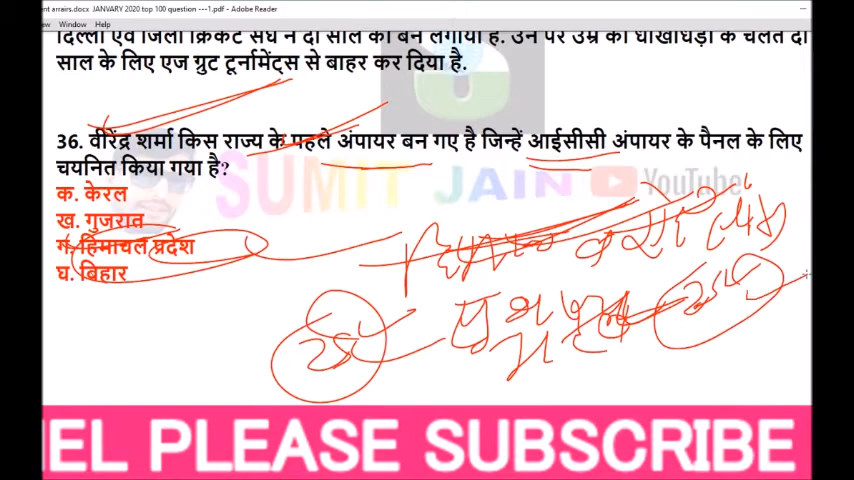 ent arrairs.docx JANVARY 2020 top 100 question ---1.pdf - Adobe Reader
ew Window Help
दिल्ली एवं जिला क्रिकेट संघ ने दो साल का बैन लगाया है. उन पर उम्र की धोखाधड़ी के चलते दो
साल के लिए एज ग्रुट टूर्नामेंट्स से बाहर कर दिया है.
36. वीरेंद्र शर्मा किस राज्य के पहले अंपायर बन गए है जिन्हें आईसीसी अंपायर के पैनल के लिए
चयनित किया गया है?
क. केरल
ख. गुजरात
ग. हिमाचल प्रदेश
घ. बिहार
SUMIT JAIN YouTube
NEL PLEASE SUBSCRIBE